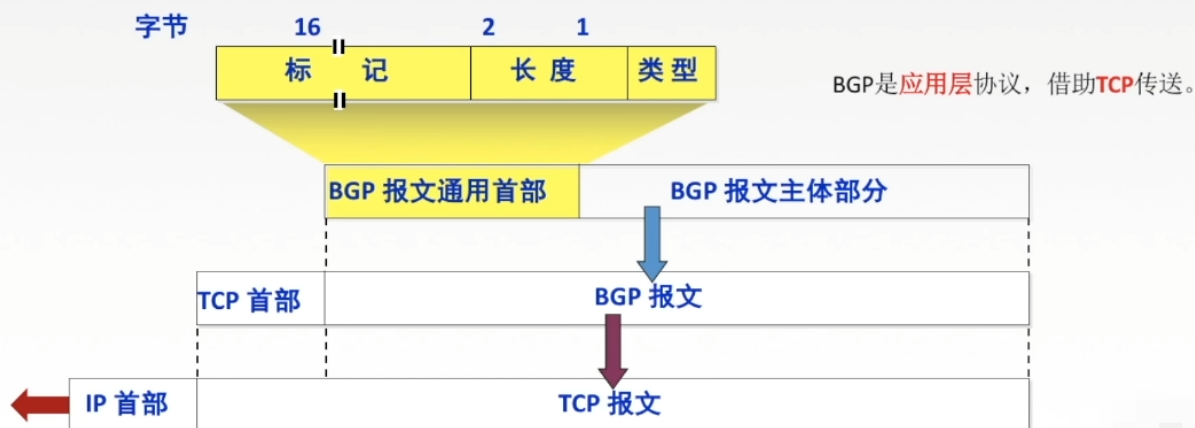 字节 16 2 1
标 记 长 度 类 型
BGP是应用层协议，借助TCP传送。
BGP 报文通用首部 BGP 报文主体部分
TCP 首部 BGP 报文
IP 首部 TCP 报文